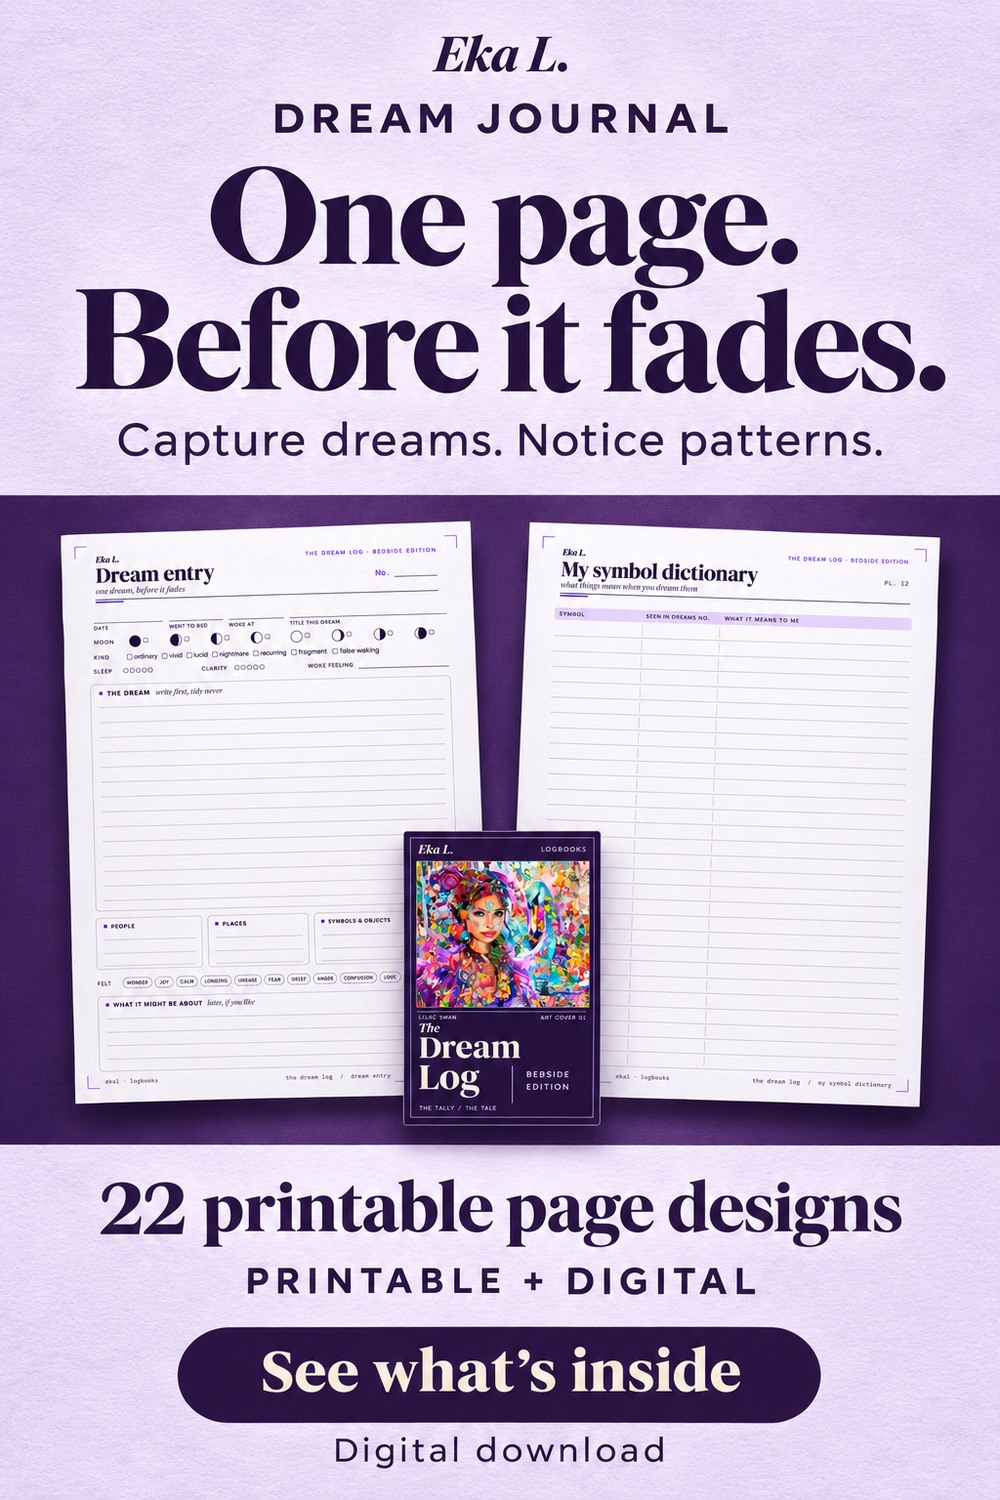 Eka L.
DREAM JOURNAL
One page.
Before it fades.
Capture dreams. Notice patterns.
Eka L.
Dream entry
one dream, before it fades
THE DREAM LOG · BEDSIDE EDITION
No.
DATE
WENT TO BED
WOKE AT
TITLE THIS DREAM
MOON
KIND ordinary vivid lucid nightmare recurring fragment false waking
SLEEP CLARITY WOKE FEELING
THE DREAM write first, tidy never
PEOPLE
PLACES
SYMBOLS & OBJECTS
FELT WONDER JOY CALM LONGING UNEASE FEAR GRIEF ANGER CONFUSION LOVE
WHAT IT MIGHT BE ABOUT later, if you like
ekal · logbooks
the dream log / dream entry
Eka L.
My symbol dictionary
what things mean when you dream them
THE DREAM LOG · BEDSIDE EDITION
PL. 12
SYMBOL
SEEN IN DREAMS NO.
WHAT IT MEANS TO ME
ekal · logbooks
the dream log / my symbol dictionary
Eka L.
LOGBOOKS
LILAC SWAN
ART COVER 01
The
Dream
Log
BEDSIDE
EDITION
THE TALLY / THE TALE
22 printable page designs
PRINTABLE + DIGITAL
See what's inside
Digital download